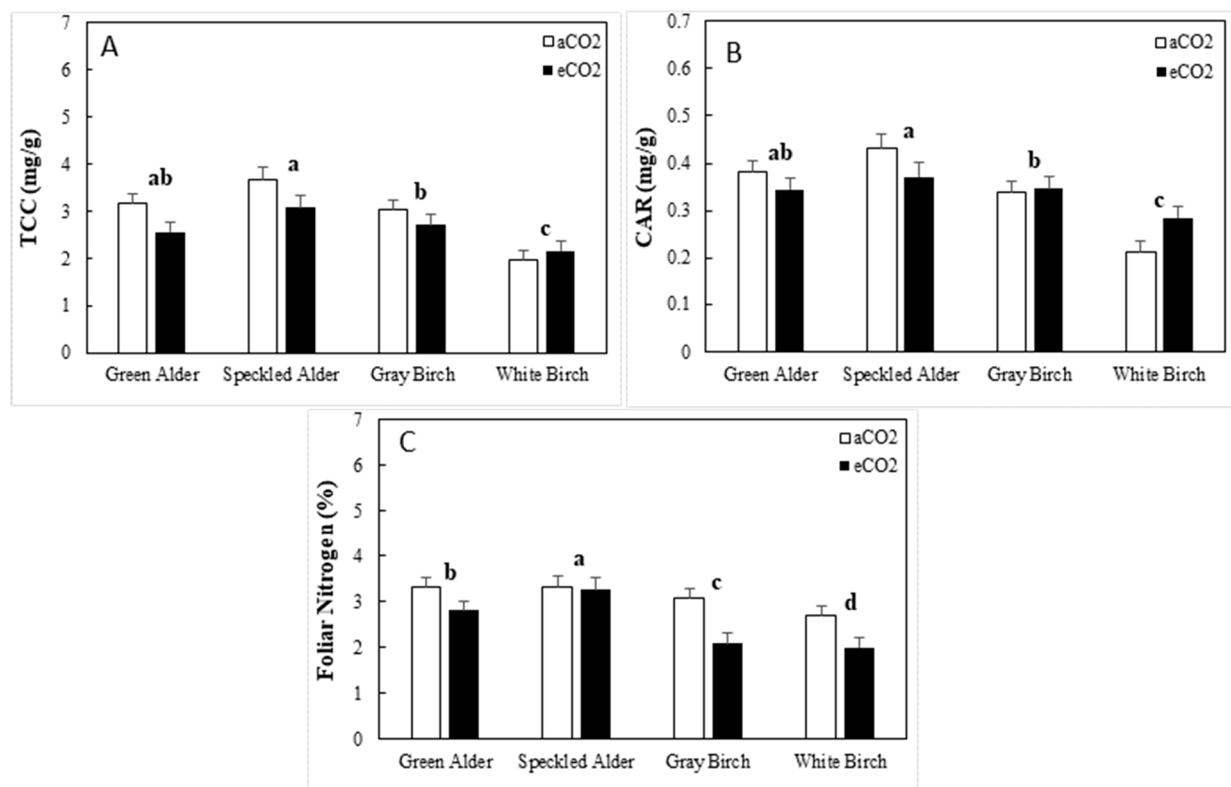 A
aCO2
eCO2
TCC (mg/g)
7
6
5
4
3
2
1
0
ab
a
b
c
Green Alder
Speckled Alder
Gray Birch
White Birch
B
aCO2
eCO2
CAR (mg/g)
0.7
0.6
0.5
0.4
0.3
0.2
0.1
0
ab
a
b
c
Green Alder
Speckled Alder
Gray Birch
White Birch
C
aCO2
eCO2
Foliar Nitrogen (%)
7
6
5
4
3
2
1
0
b
a
c
d
Green Alder
Speckled Alder
Gray Birch
White Birch